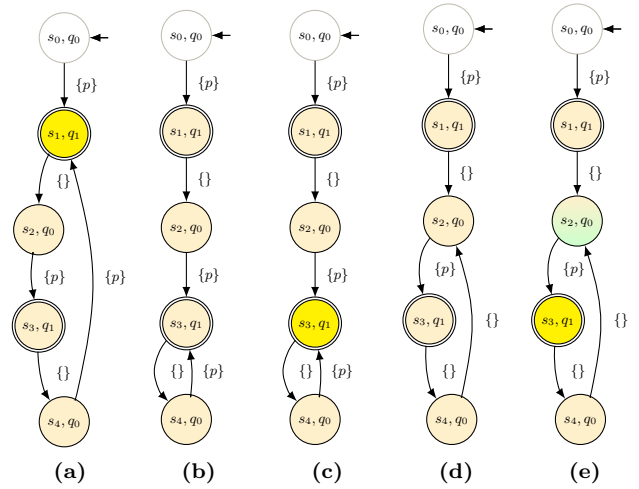 s₀, q₀ s₀, q₀ s₀, q₀ s₀, q₀ s₀, q₀
{p} {p} {p} {p} {p}
s₁, q₁ s₁, q₁ s₁, q₁ s₁, q₁ s₁, q₁
{} {} {} {} {}
s₂, q₀ s₂, q₀ s₂, q₀ s₂, q₀ s₂, q₀
{p} {p} {p} {p} {p} {p}
s₃, q₁ s₃, q₁ s₃, q₁ s₃, q₁ s₃, q₁
{} {}
{} {} {p} {} {p} {} {}
s₄, q₀ s₄, q₀ s₄, q₀ s₄, q₀ s₄, q₀
(a) (b) (c) (d) (e)